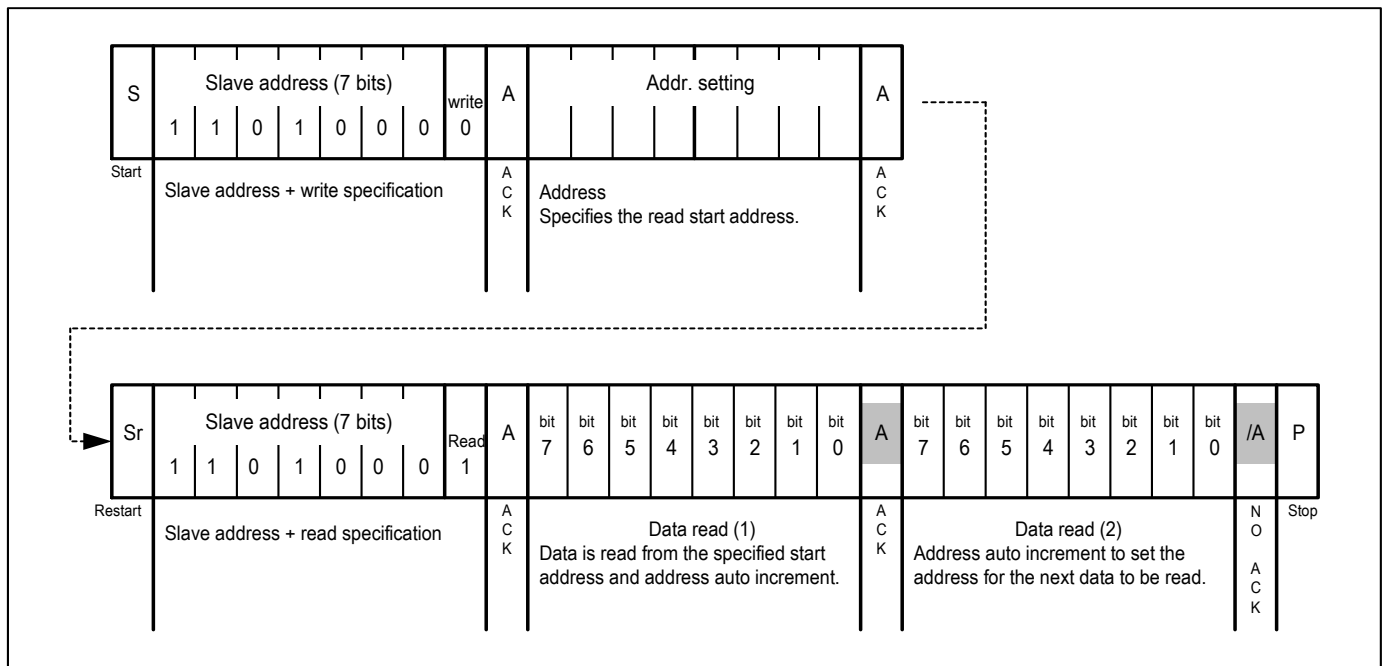 S Slave address (7 bits) write A Addr. setting A
1 1 0 1 0 0 0 0
Start
Slave address + write specification
A
C
K
Address
Specifies the read start address.
A
C
K
Sr Slave address (7 bits) Read A bit bit bit bit bit bit bit bit A bit bit bit bit bit bit bit bit /A P
1 1 0 1 0 0 0 1 7 6 5 4 3 2 1 0 7 6 5 4 3 2 1 0
Restart
Slave address + read specification
A
C
K
Data read (1)
Data is read from the specified start
address and address auto increment.
A
C
K
Data read (2)
Address auto increment to set the
address for the next data to be read.
N
O
A
C
K
Stop